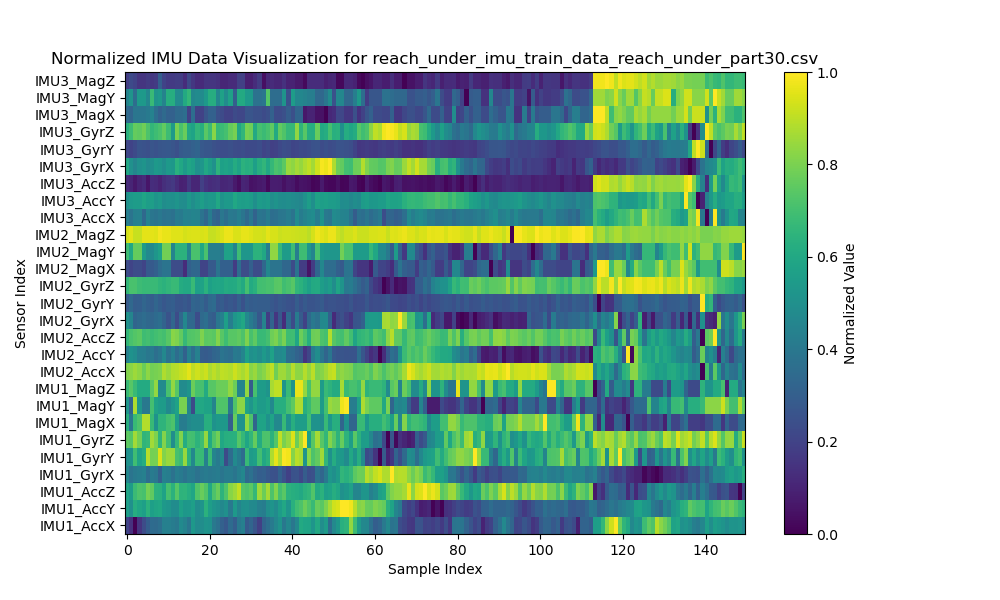 Normalized IMU Data Visualization for reach_under_imu_train_data_reach_under_part30.csv
IMU3_MagZ
IMU3_MagY
IMU3_MagX
IMU3_GyrZ
IMU3_GyrY
IMU3_GyrX
IMU3_AccZ
IMU3_AccY
IMU3_AccX
IMU2_MagZ
IMU2_MagY
IMU2_MagX
IMU2_GyrZ
IMU2_GyrY
IMU2_GyrX
IMU2_AccZ
IMU2_AccY
IMU2_AccX
IMU1_MagZ
IMU1_MagY
IMU1_MagX
IMU1_GyrZ
IMU1_GyrY
IMU1_GyrX
IMU1_AccZ
IMU1_AccY
IMU1_AccX
Sensor Index
0 20 40 60 80 100 120 140
Sample Index
1.0
0.8
0.6
0.4
0.2
0.0
Normalized Value